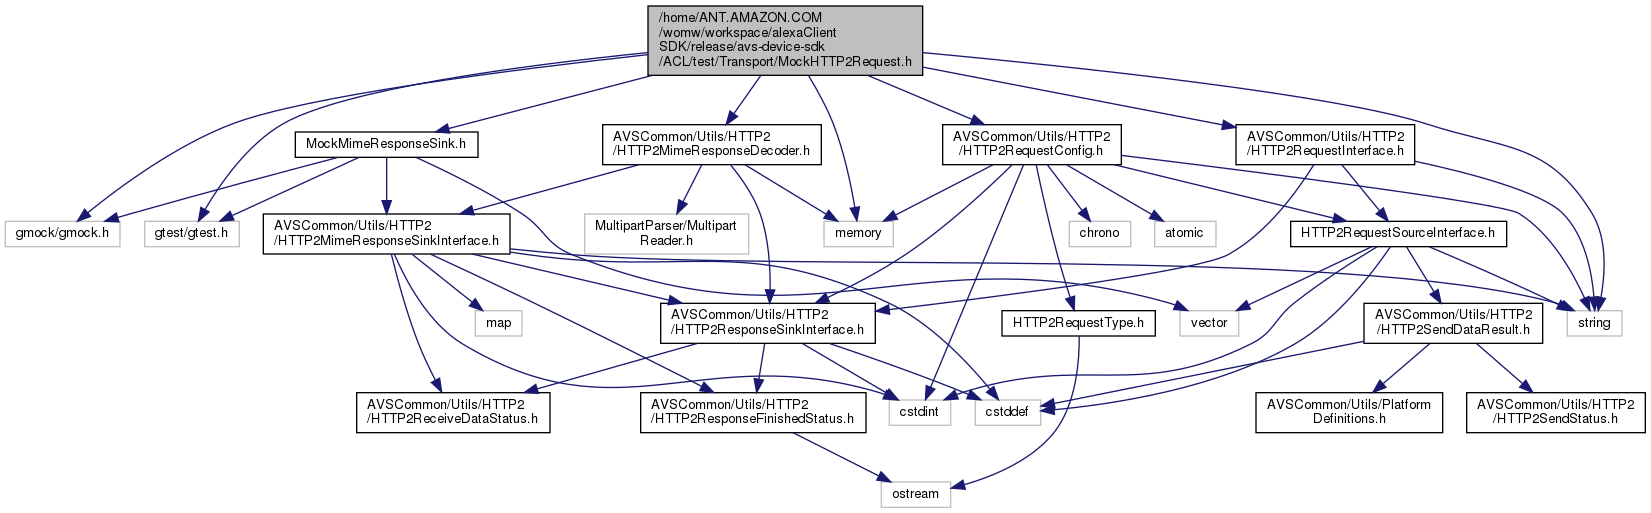 /home/ANT.AMAZON.COM
/womw/workspace/alexaClient
SDK/release/avs-device-sdk
/ACL/test/Transport/MockHTTP2Request.h
MockMimeResponseSink.h
AVSCommon/Utils/HTTP2
/HTTP2MimeResponseDecoder.h
AVSCommon/Utils/HTTP2
/HTTP2RequestConfig.h
AVSCommon/Utils/HTTP2
/HTTP2RequestInterface.h
gmock/gmock.h
gtest/gtest.h
AVSCommon/Utils/HTTP2
/HTTP2MimeResponseSinkInterface.h
MultipartParser/Multipart
Reader.h
memory
chrono
atomic
HTTP2RequestSourceInterface.h
map
AVSCommon/Utils/HTTP2
/HTTP2ResponseSinkInterface.h
HTTP2RequestType.h
vector
AVSCommon/Utils/HTTP2
/HTTP2SendDataResult.h
string
AVSCommon/Utils/HTTP2
/HTTP2ReceiveDataStatus.h
AVSCommon/Utils/HTTP2
/HTTP2ResponseFinishedStatus.h
cstdint
cstddef
AVSCommon/Utils/Platform
Definitions.h
AVSCommon/Utils/HTTP2
/HTTP2SendStatus.h
ostream